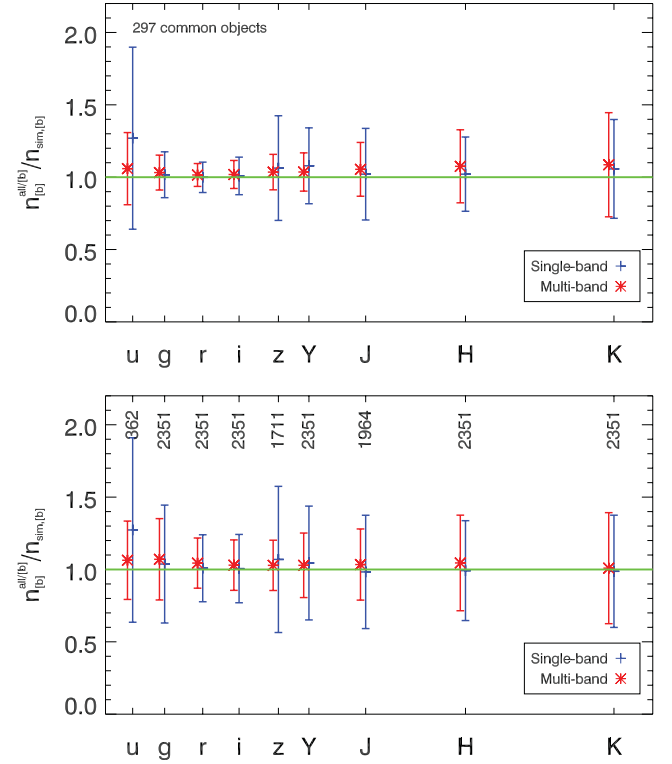 297 common objects
2.0
1.5
1.0
0.5
0.0
n[b]^all/[b]/n_sim,[b]
Single-band
Multi-band
u g r i z Y J H K
862 2351 2351 2351 1711 2351 1964 2351 2351
2.0
1.5
1.0
0.5
0.0
n[b]^all/[b]/n_sim,[b]
Single-band
Multi-band
u g r i z Y J H K